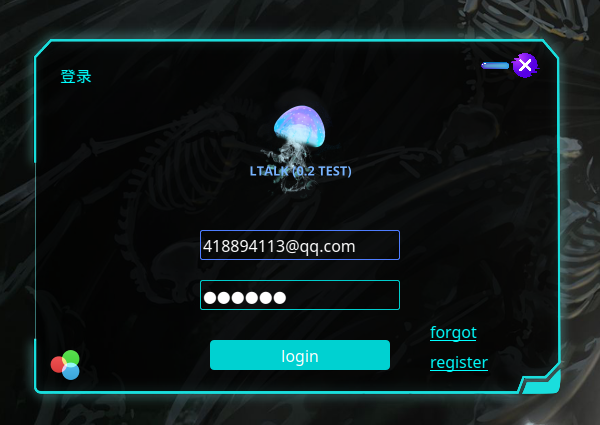 登录
LTALK (0.2 TEST)
418894113@qq.com
●●●●●●
forgot
login
register